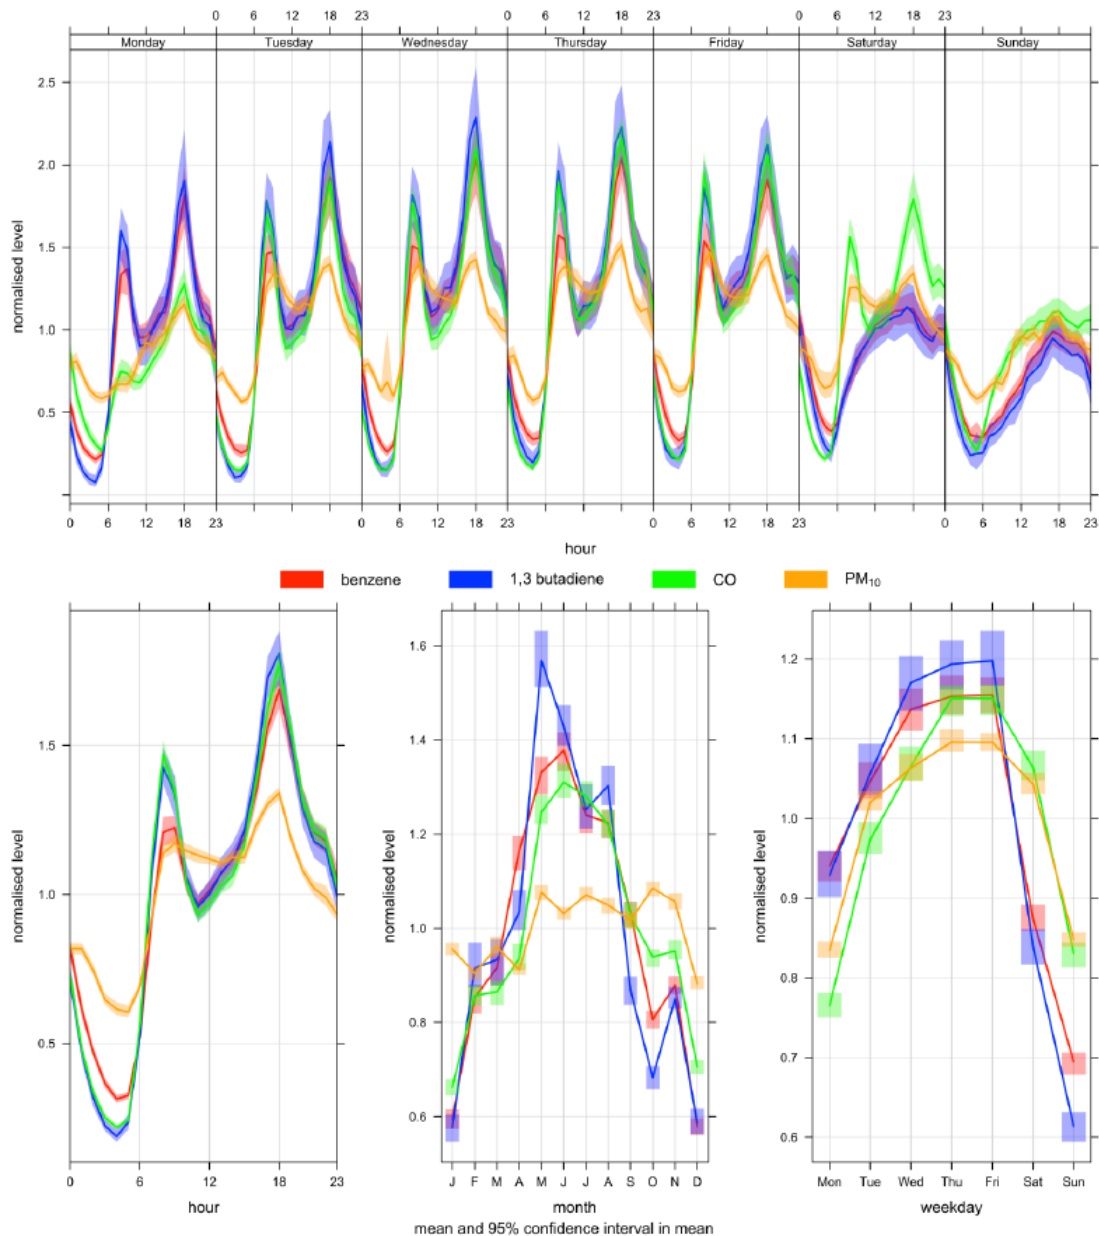 0 6 12 18 23 0 6 12 18 23 0 6 12 18 23
Monday Tuesday Wednesday Thursday Friday Saturday Sunday
2.5
2.0
1.5
1.0
0.5
normalised level
0 6 12 18 23 0 6 12 18 23 0 6 12 18 23 0 6 12 18 23
hour
benzene 1,3 butadiene CO PM₁₀
1.5
1.0
0.5
normalised level
0 6 12 18 23
hour
1.6
1.4
1.2
1.0
0.8
0.6
normalised level
J F M A M J J A S O N D
month
1.2
1.1
1.0
0.9
0.8
0.7
0.6
normalised level
Mon Tue Wed Thu Fri Sat Sun
weekday
mean and 95% confidence interval in mean